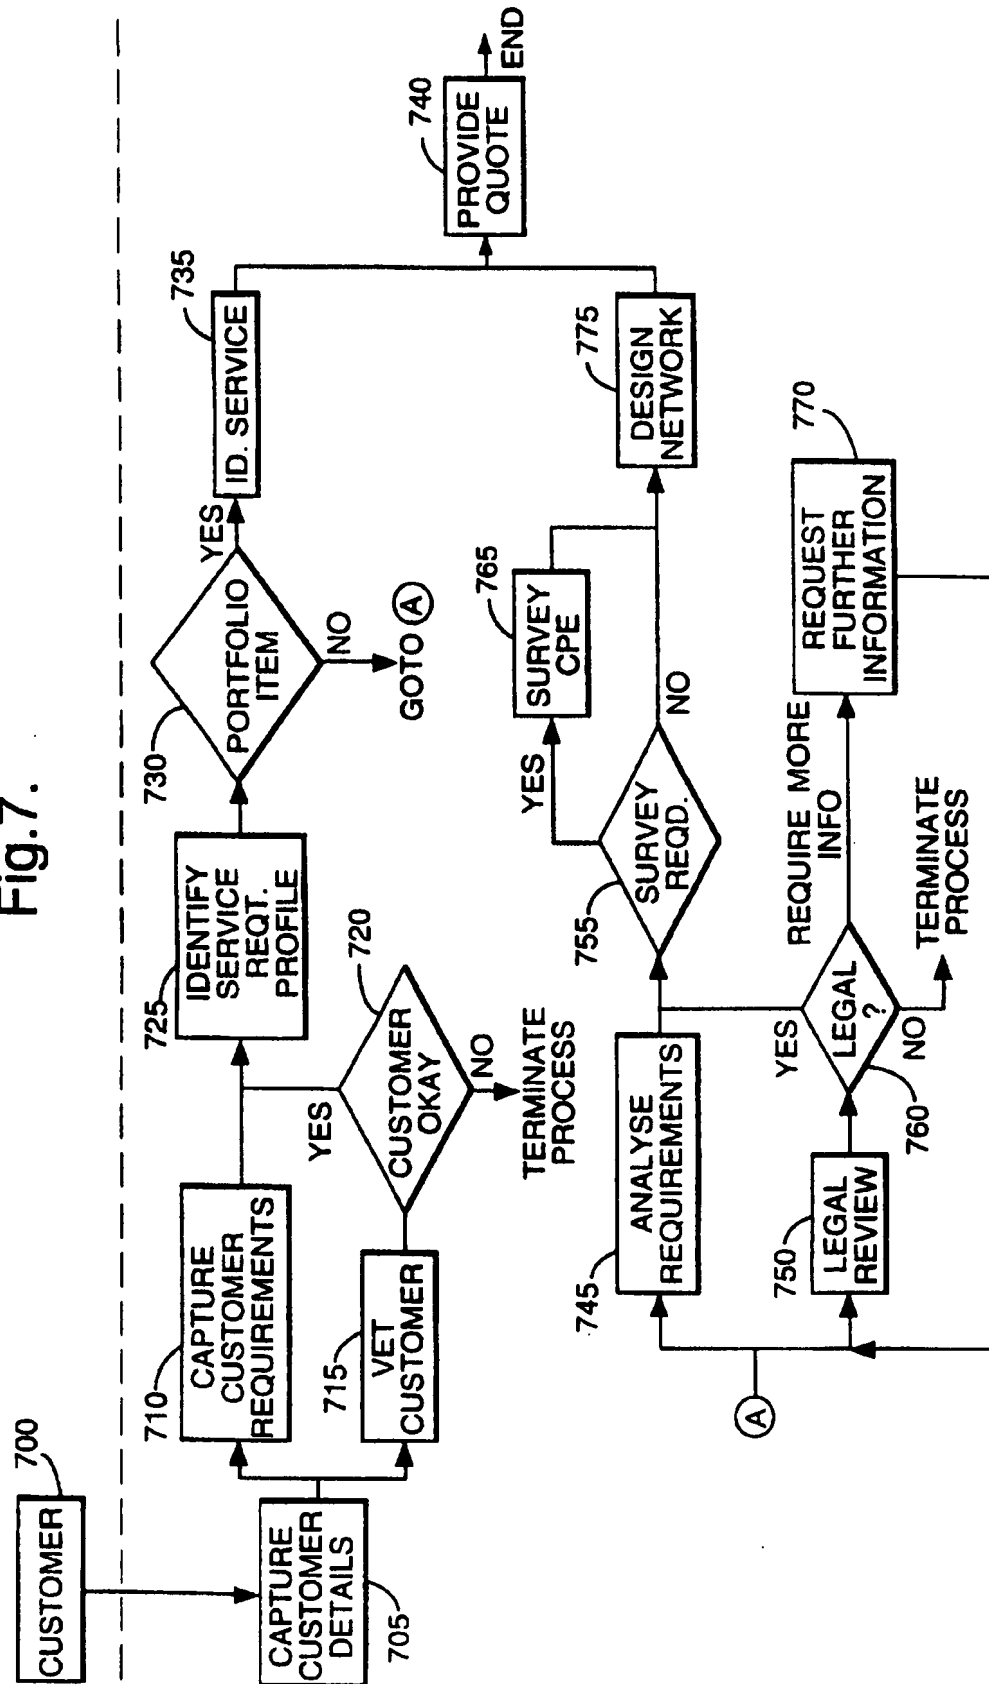 Fig.7.
CUSTOMER
700
CAPTURE
CUSTOMER
DETAILS
705
710
CAPTURE
CUSTOMER
REQUIREMENTS
715
VET
CUSTOMER
YES
720
CUSTOMER
OKAY
NO
TERMINATE
PROCESS
725
IDENTIFY
SERVICE
REQT.
PROFILE
730
PORTFOLIO
ITEM
YES
NO
GOTO A
735
ID. SERVICE
740
PROVIDE
QUOTE
END
A
745
ANALYSE
REQUIREMENTS
750
LEGAL
REVIEW
755
SURVEY
REQD.
YES
NO
765
SURVEY
CPE
775
DESIGN
NETWORK
YES
LEGAL
?
760
NO
TERMINATE
PROCESS
REQUIRE MORE
INFO
770
REQUEST
FURTHER
INFORMATION